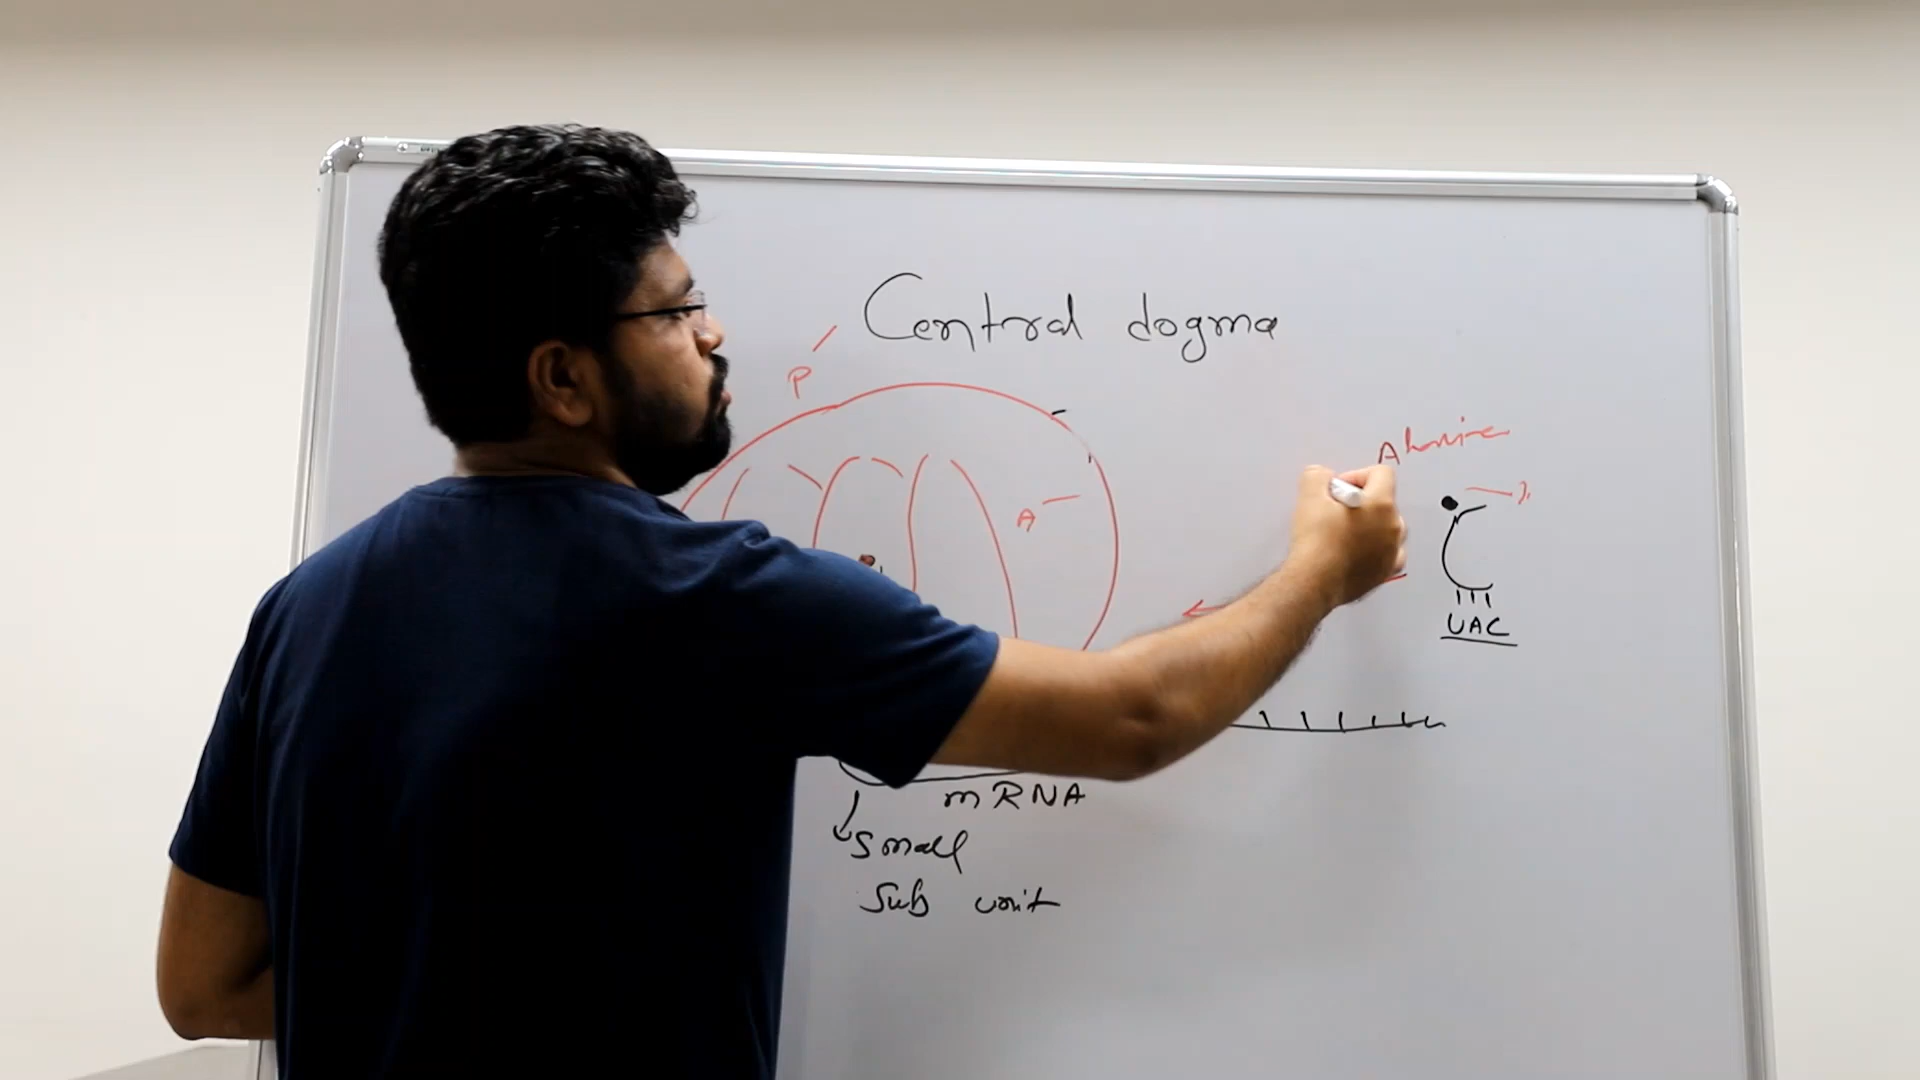 Central dogma
P
Alanine
A
UAC
mRNA
Small
Sub unit